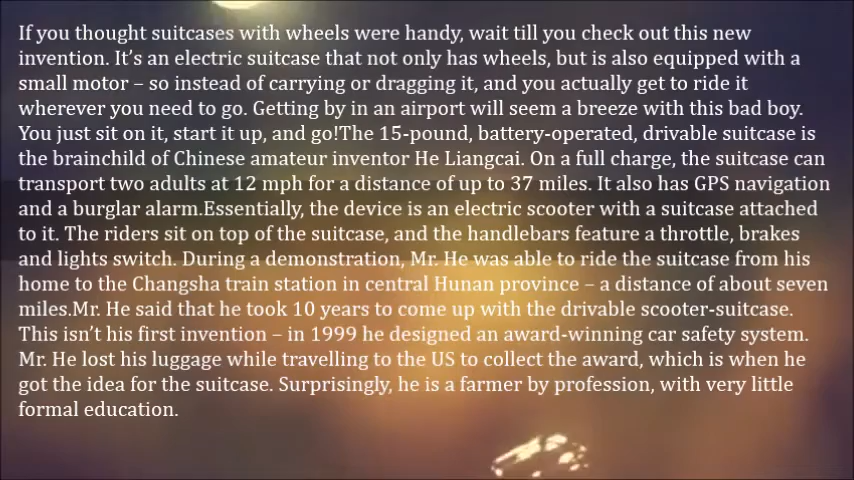 If you thought suitcases with wheels were handy, wait till you check out this new
invention. It’s an electric suitcase that not only has wheels, but is also equipped with a
small motor – so instead of carrying or dragging it, and you actually get to ride it
wherever you need to go. Getting by in an airport will seem a breeze with this bad boy.
You just sit on it, start it up, and go!The 15-pound, battery-operated, drivable suitcase is
the brainchild of Chinese amateur inventor He Liangcai. On a full charge, the suitcase can
transport two adults at 12 mph for a distance of up to 37 miles. It also has GPS navigation
and a burglar alarm.Essentially, the device is an electric scooter with a suitcase attached
to it. The riders sit on top of the suitcase, and the handlebars feature a throttle, brakes
and lights switch. During a demonstration, Mr. He was able to ride the suitcase from his
home to the Changsha train station in central Hunan province – a distance of about seven
miles.Mr. He said that he took 10 years to come up with the drivable scooter-suitcase.
This isn’t his first invention – in 1999 he designed an award-winning car safety system.
Mr. He lost his luggage while travelling to the US to collect the award, which is when he
got the idea for the suitcase. Surprisingly, he is a farmer by profession, with very little
formal education.